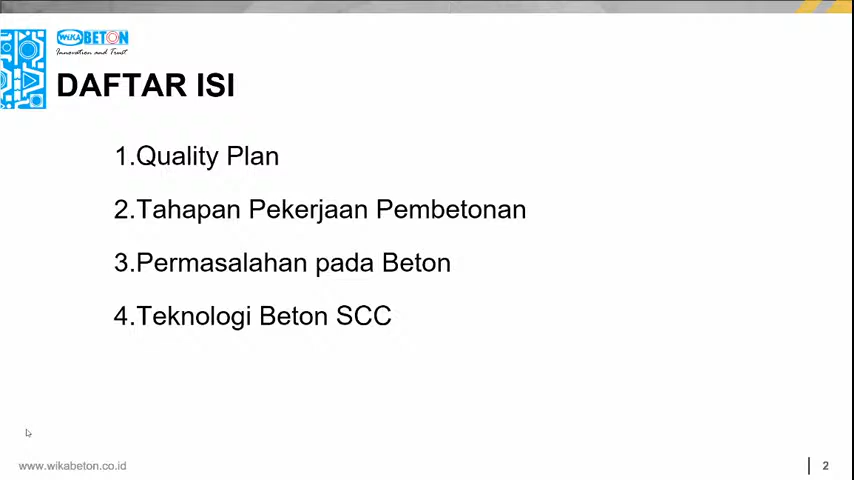 WIKA BETON
Innovation and Trust
DAFTAR ISI
1.Quality Plan
2.Tahapan Pekerjaan Pembetonan
3.Permasalahan pada Beton
4.Teknologi Beton SCC
www.wikabeton.co.id
2